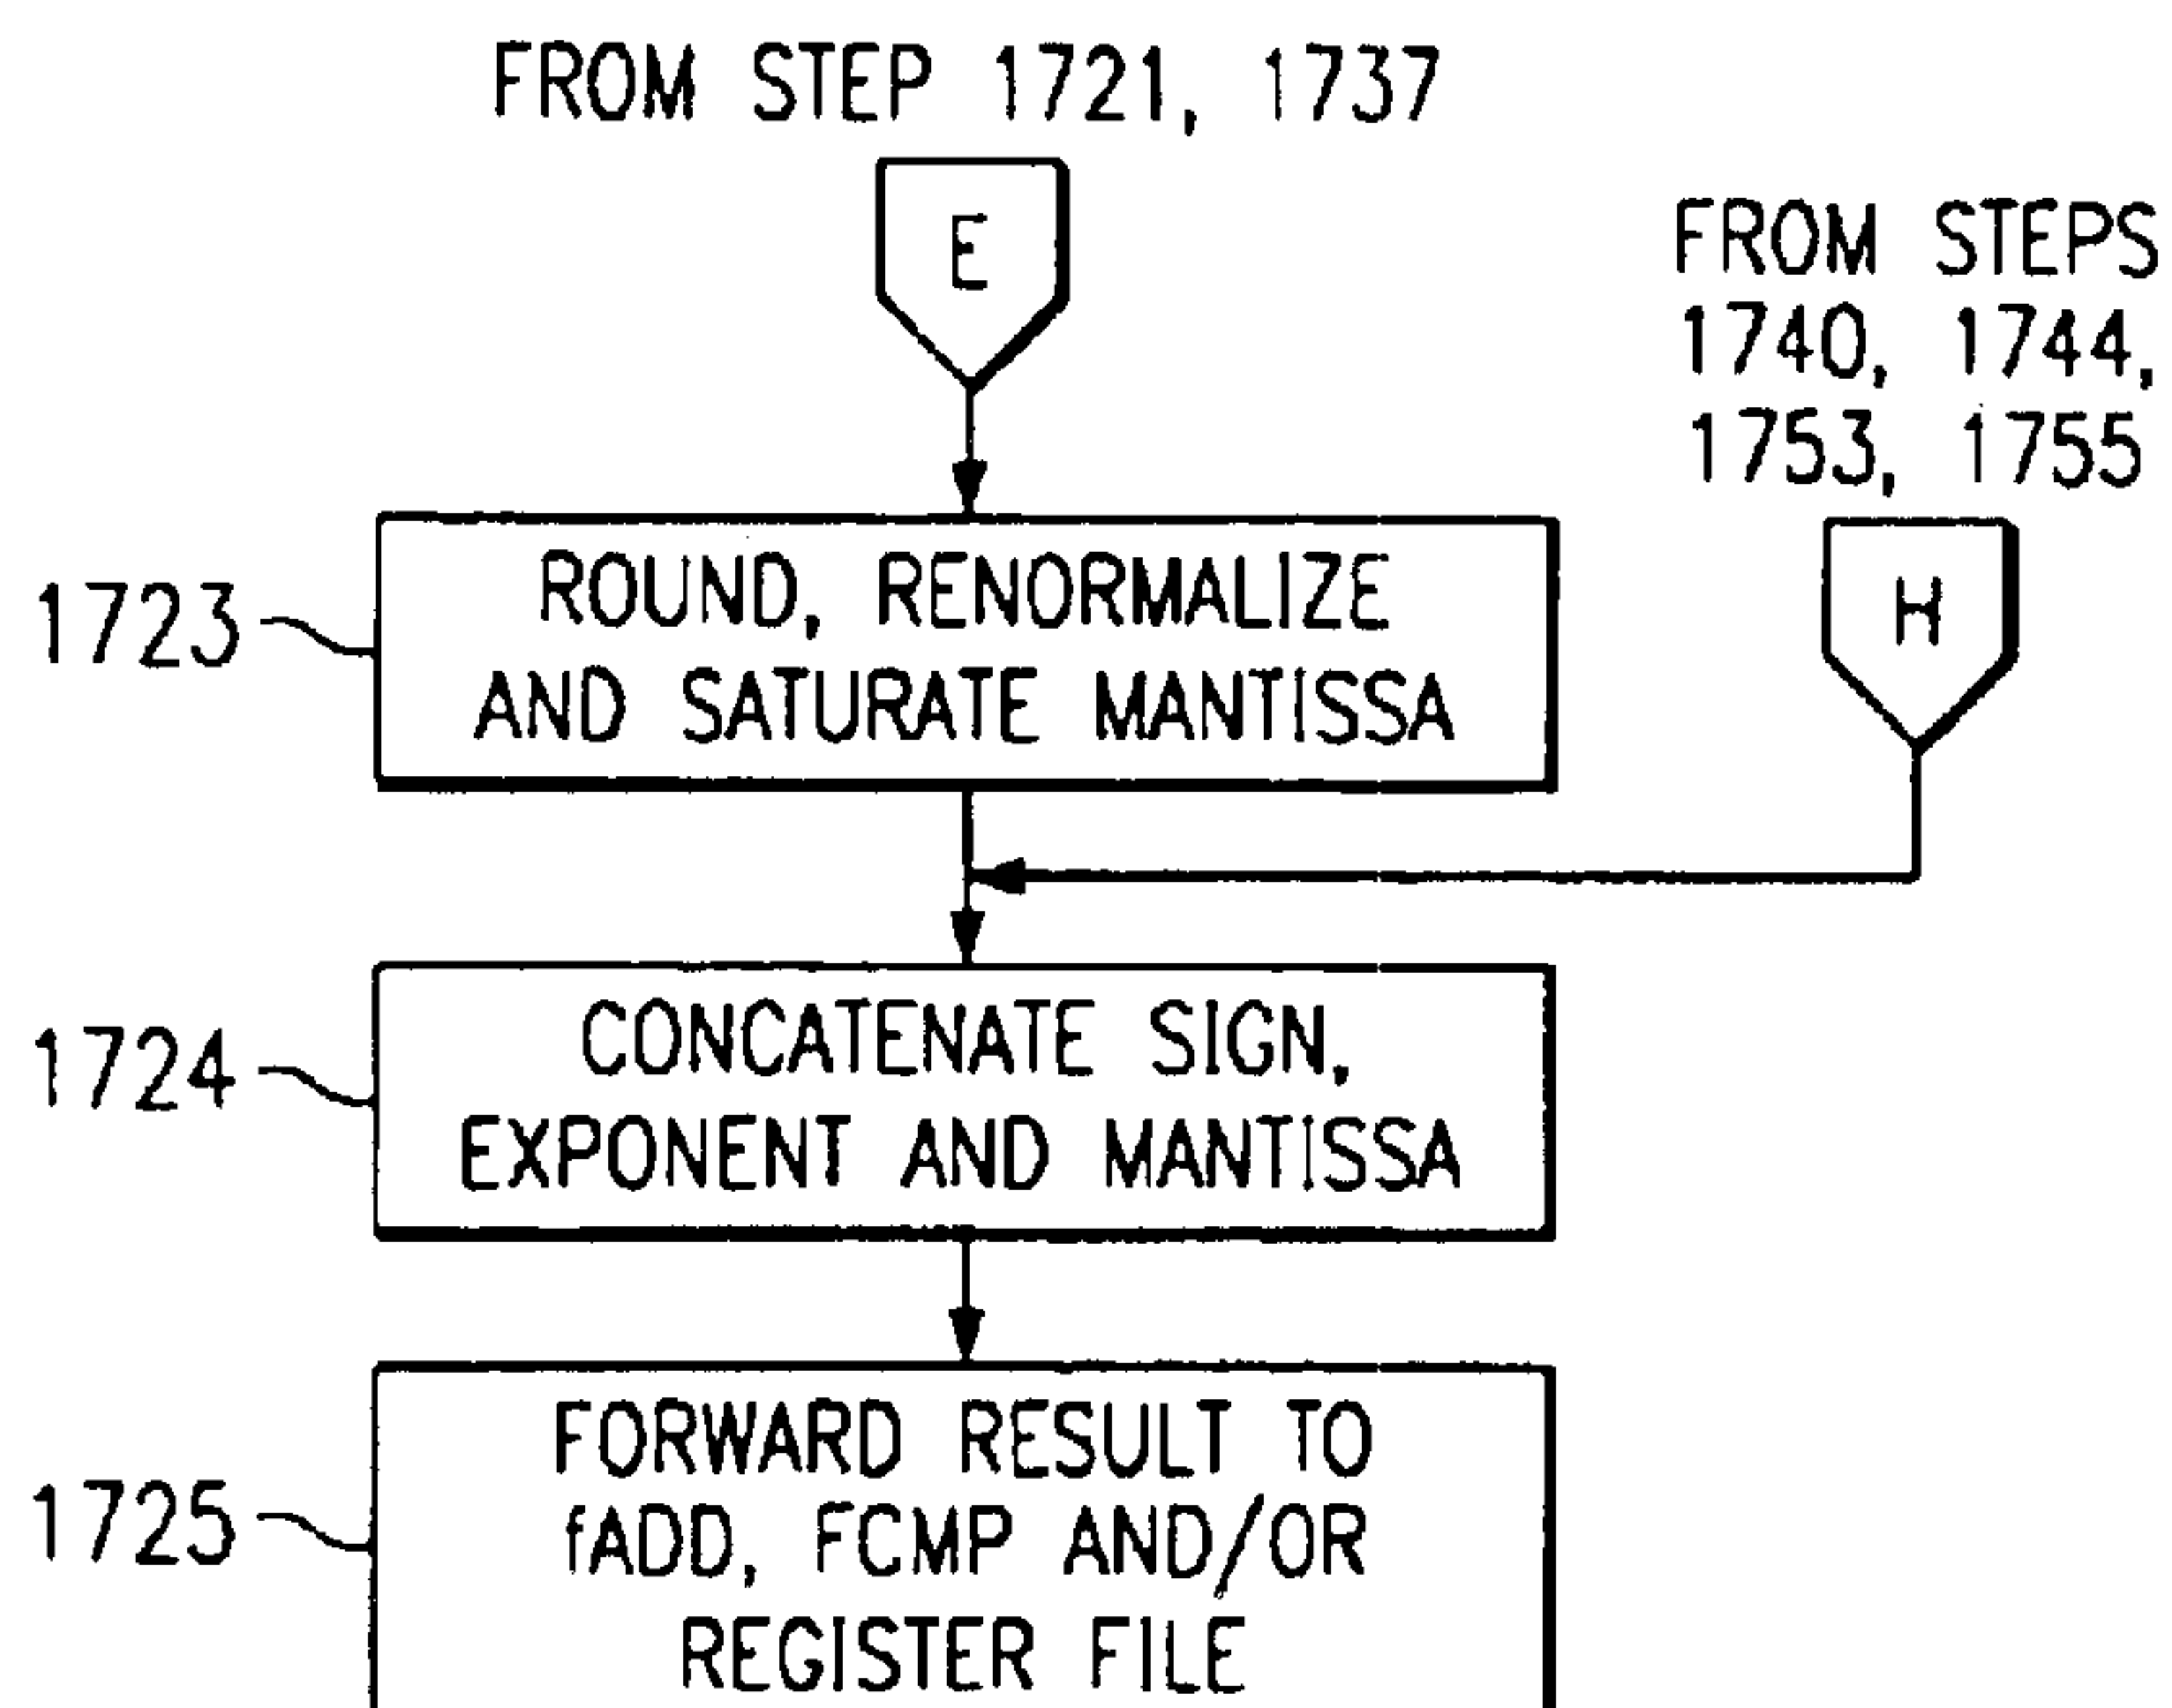 FROM STEP 1721, 1737
E
FROM STEPS
1740, 1744,
1753, 1755
H
1723
ROUND, RENORMALIZE
AND SATURATE MANTISSA
1724
CONCATENATE SIGN,
EXPONENT AND MANTISSA
1725
FORWARD RESULT TO
fADD, FCMP AND/OR
REGISTER FILE